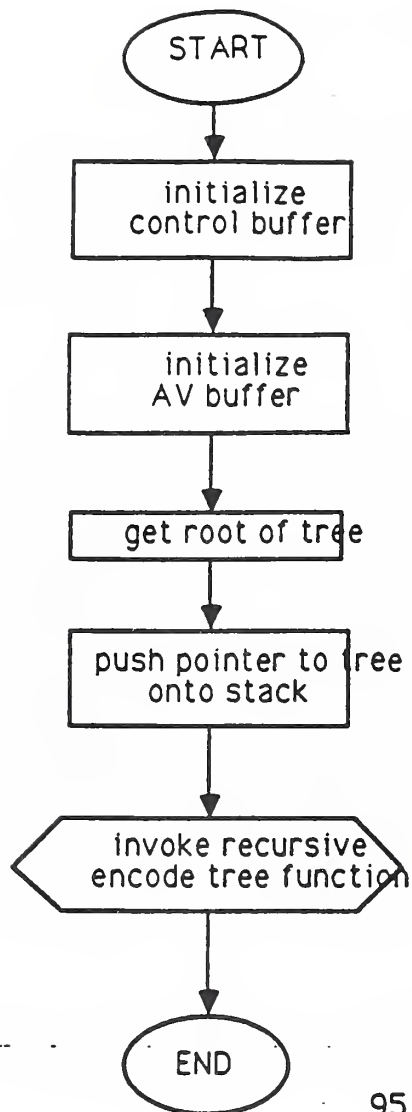 START
initialize
control buffer
initialize
AV buffer
get root of tree
push pointer to tree
onto stack
invoke recursive
encode tree function
END
95